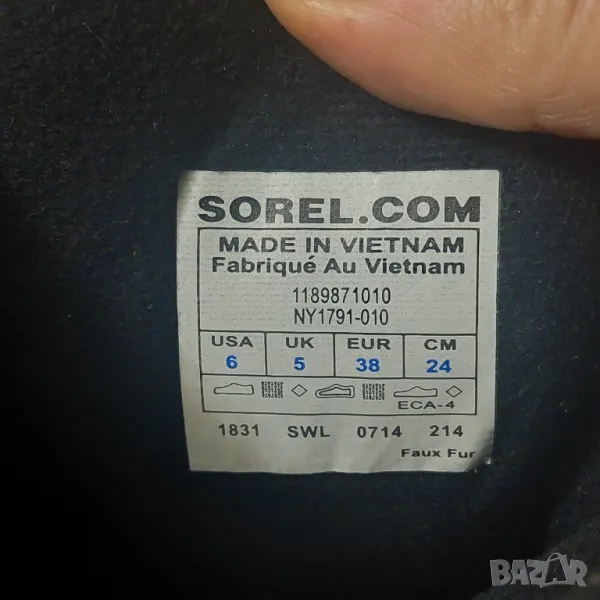 SOREL.COM
MADE IN VIETNAM
Fabriqué Au Vietnam
1189871010
NY1791-010
USA UK EUR CM
6 5 38 24
ECA-4
1831 SWL 0714 214
Faux Fur
BAZAR